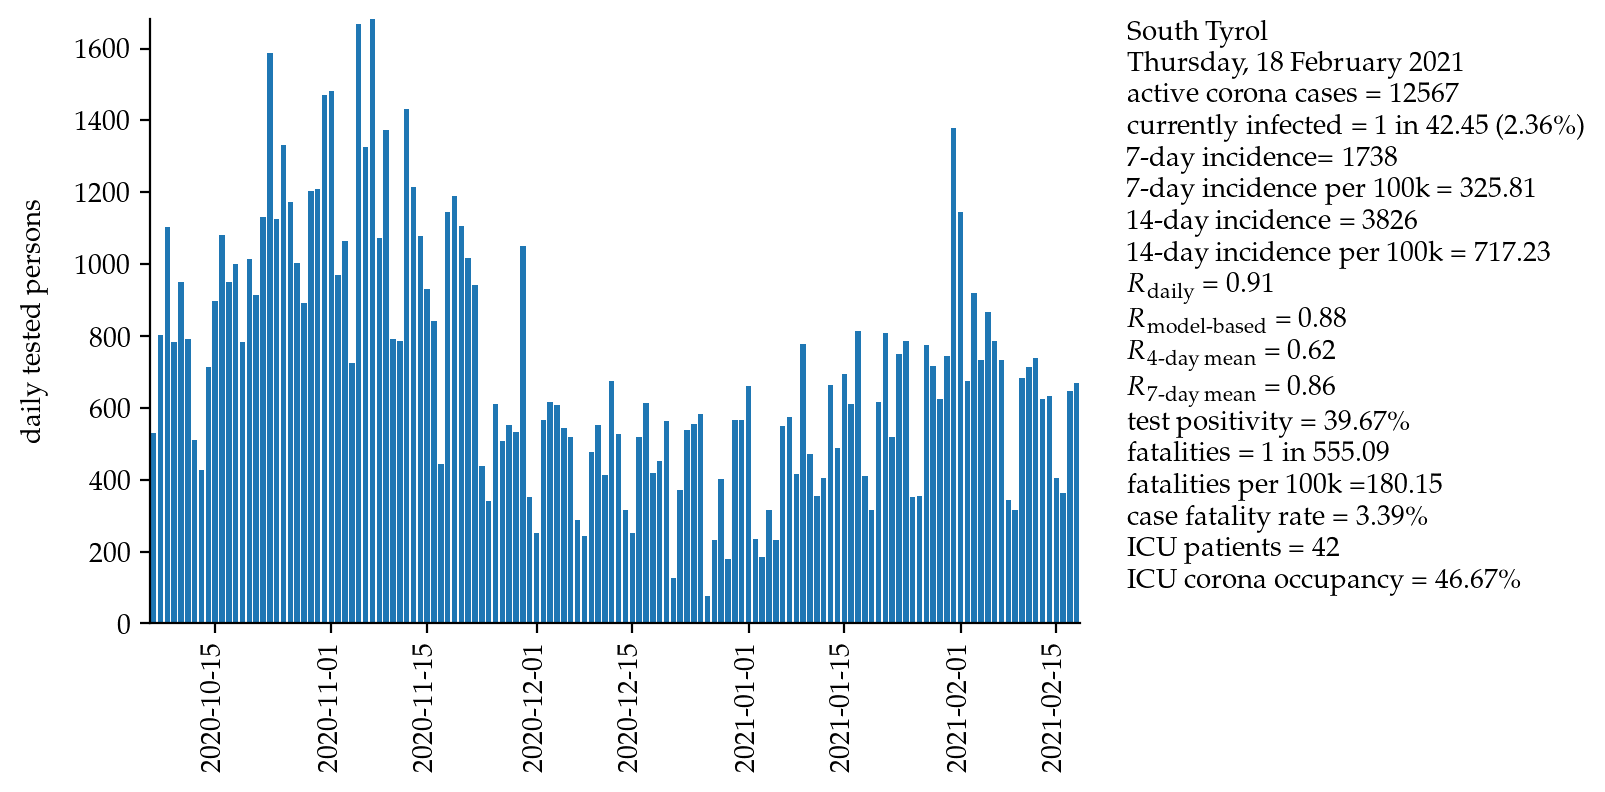 daily tested persons
1600
1400
1200
1000
800
600
400
200
0
2020-10-15
2020-11-01
2020-11-15
2020-12-01
2020-12-15
2021-01-01
2021-01-15
2021-02-01
2021-02-15
South Tyrol
Thursday, 18 February 2021
active corona cases = 12567
currently infected = 1 in 42.45 (2.36%)
7-day incidence= 1738
7-day incidence per 100k = 325.81
14-day incidence = 3826
14-day incidence per 100k = 717.23
R daily = 0.91
R model-based = 0.88
R 4-day mean = 0.62
R 7-day mean = 0.86
test positivity = 39.67%
fatalities = 1 in 555.09
fatalities per 100k =180.15
case fatality rate = 3.39%
ICU patients = 42
ICU corona occupancy = 46.67%